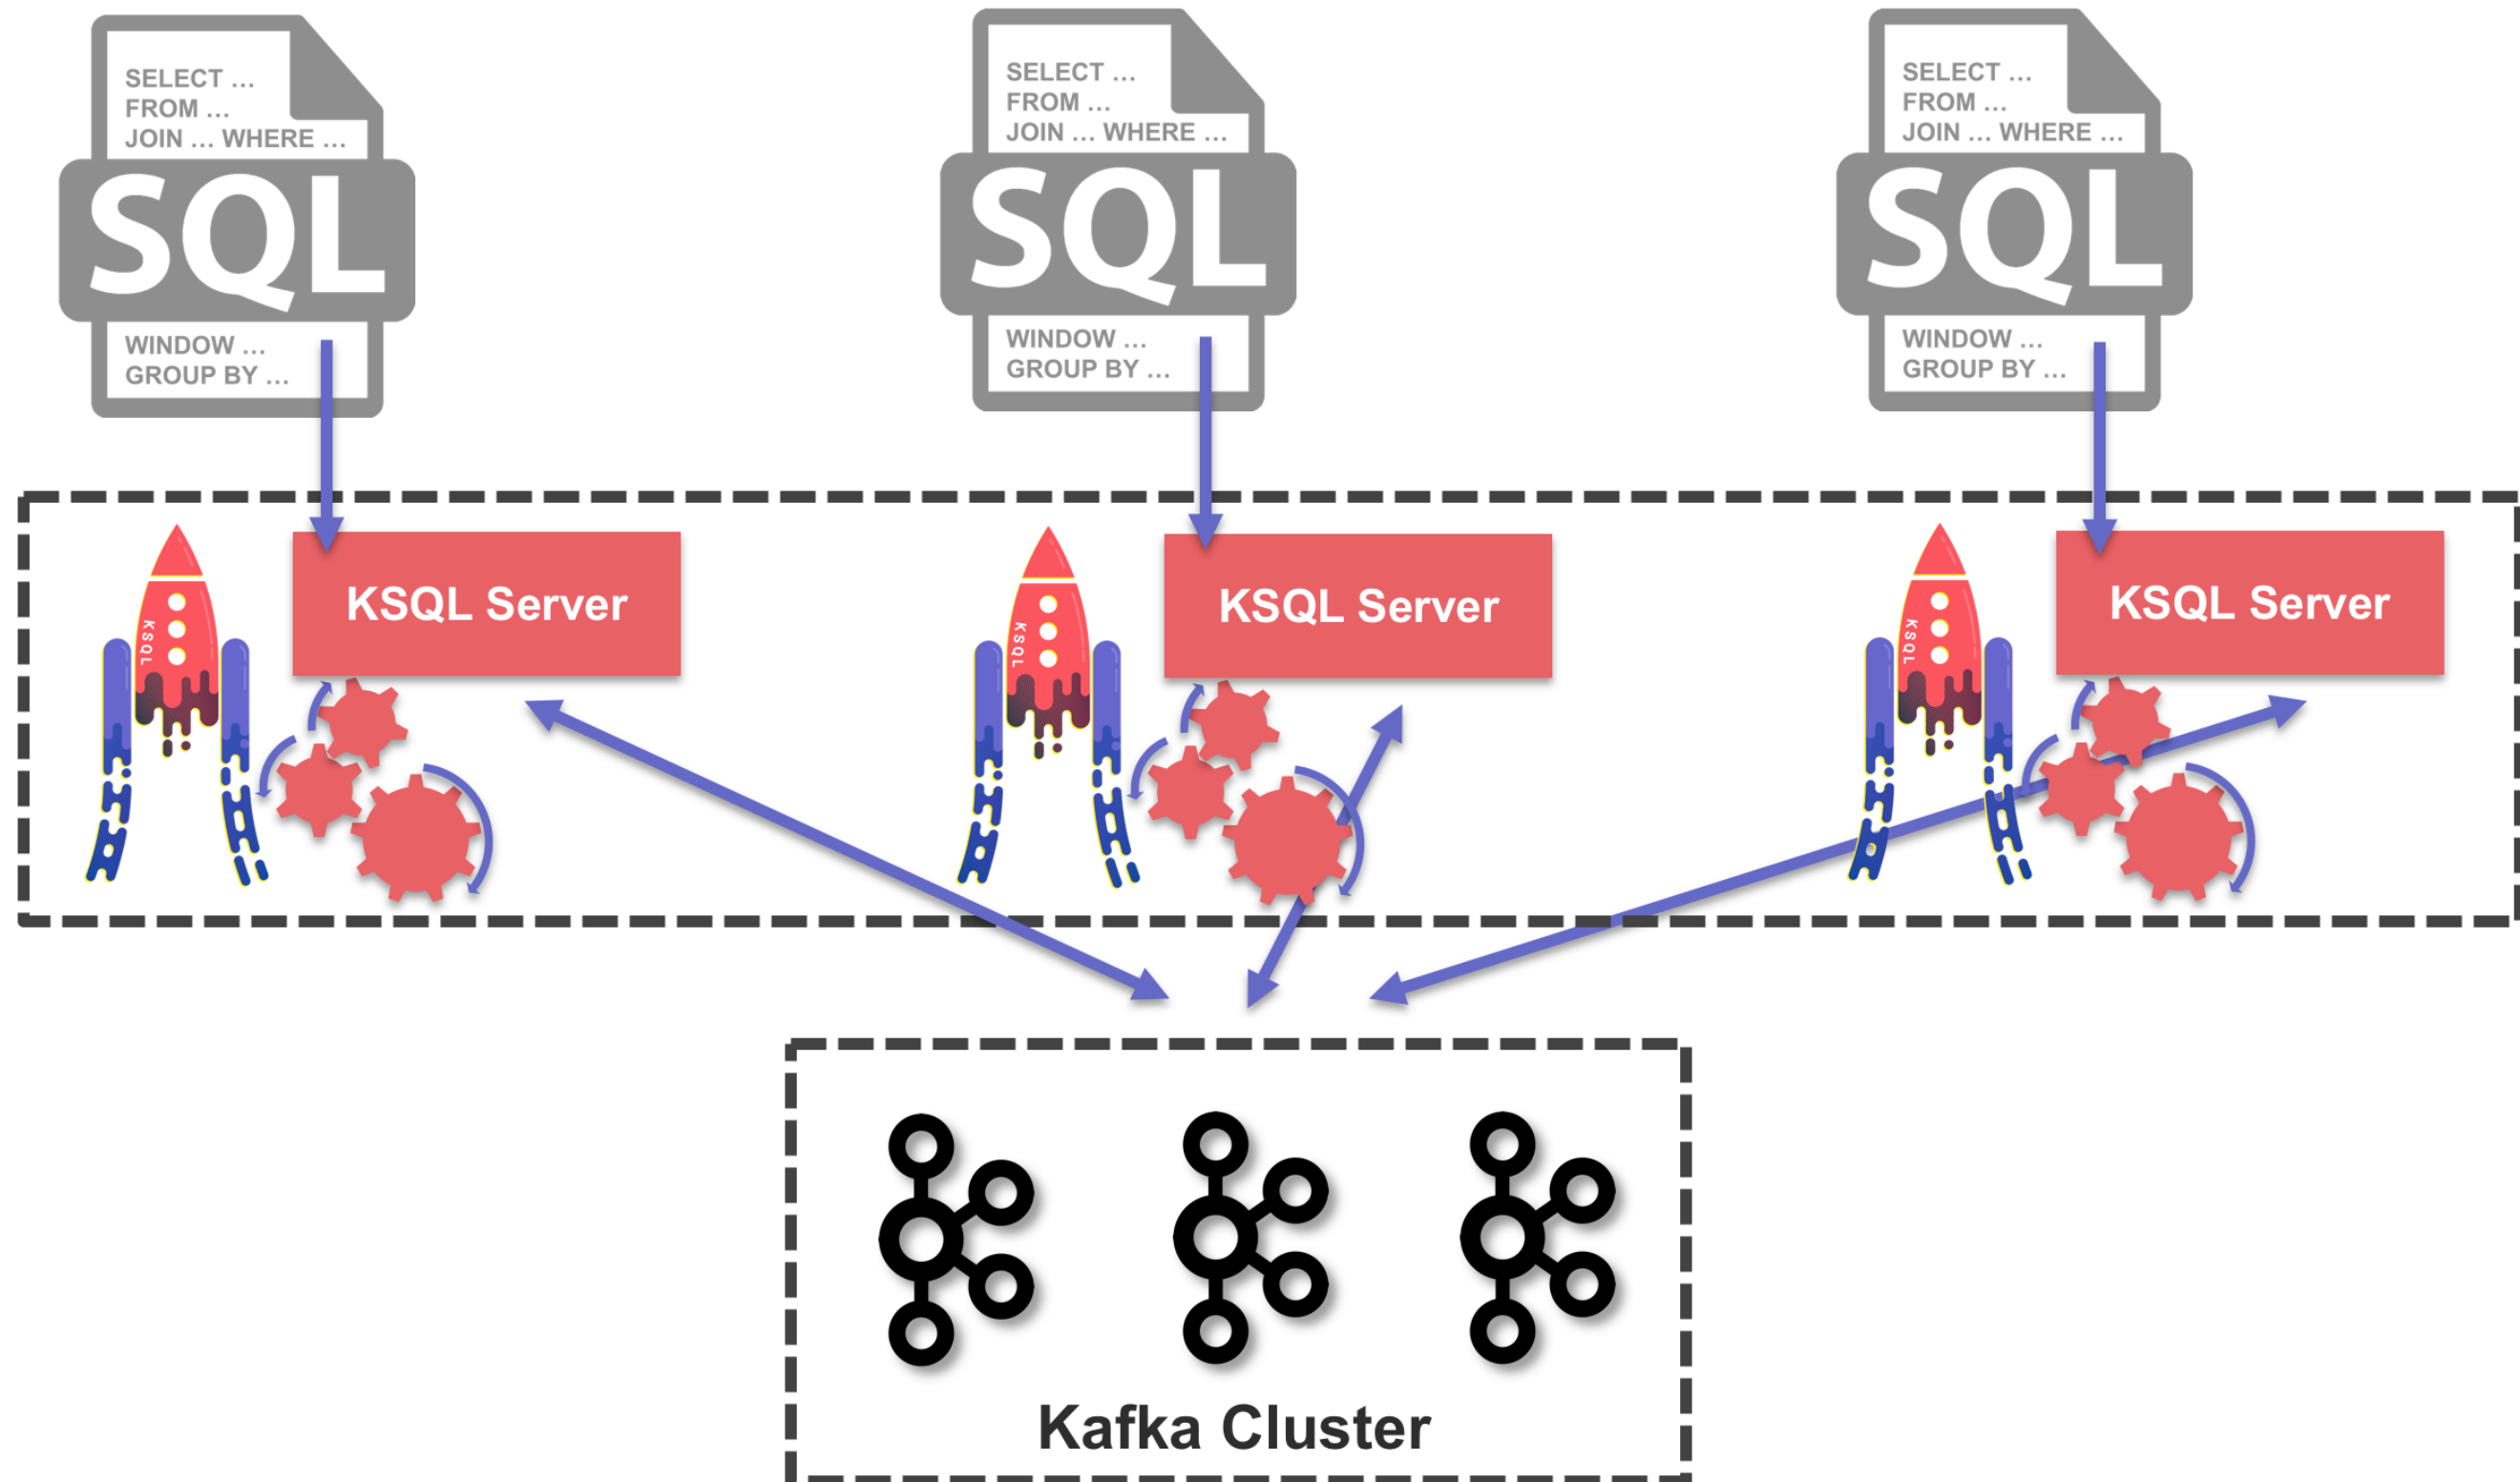 SELECT ...
FROM ...
JOIN ... WHERE ...
SQL
WINDOW ...
GROUP BY ...
SELECT ...
FROM ...
JOIN ... WHERE ...
SQL
WINDOW ...
GROUP BY ...
SELECT ...
FROM ...
JOIN ... WHERE ...
SQL
WINDOW ...
GROUP BY ...
KSQL
KSQL Server
KSQL
KSQL Server
KSQL
KSQL Server
Kafka Cluster